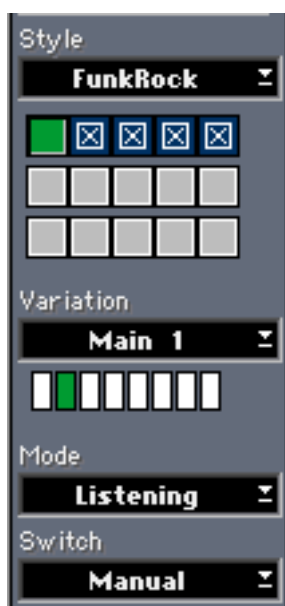 Style
FunkRock
Variation
Main 1
Mode
Listening
Switch
Manual